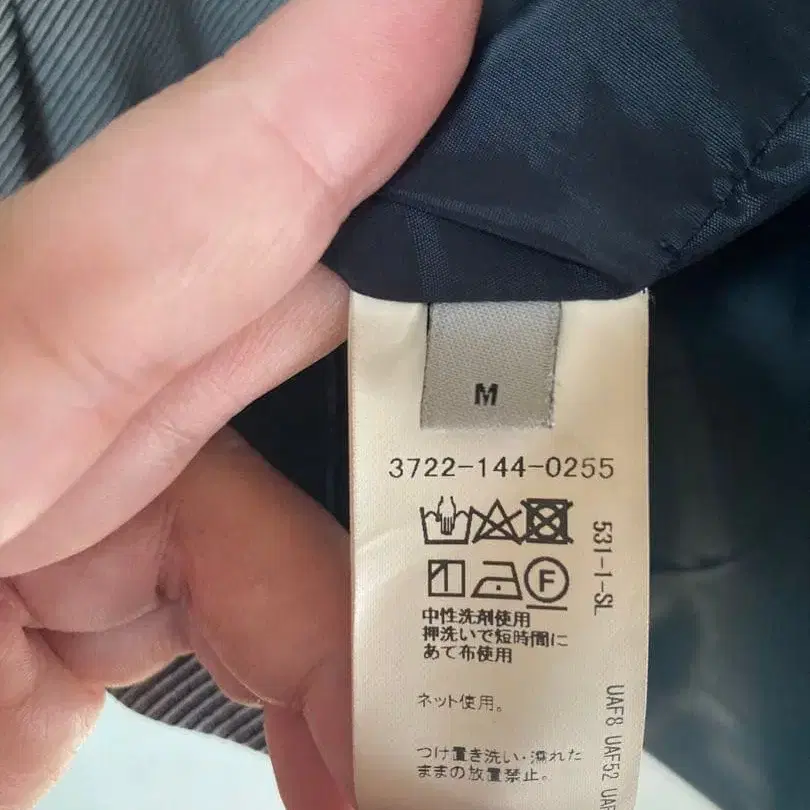 M
3722-144-0255
F
中性洗剤使用
押洗いで短時間に
あて布使用
ネット使用。
つけ置き洗い・濡れた
ままの放置禁止。
531-1-SL
UAF8 UAF52